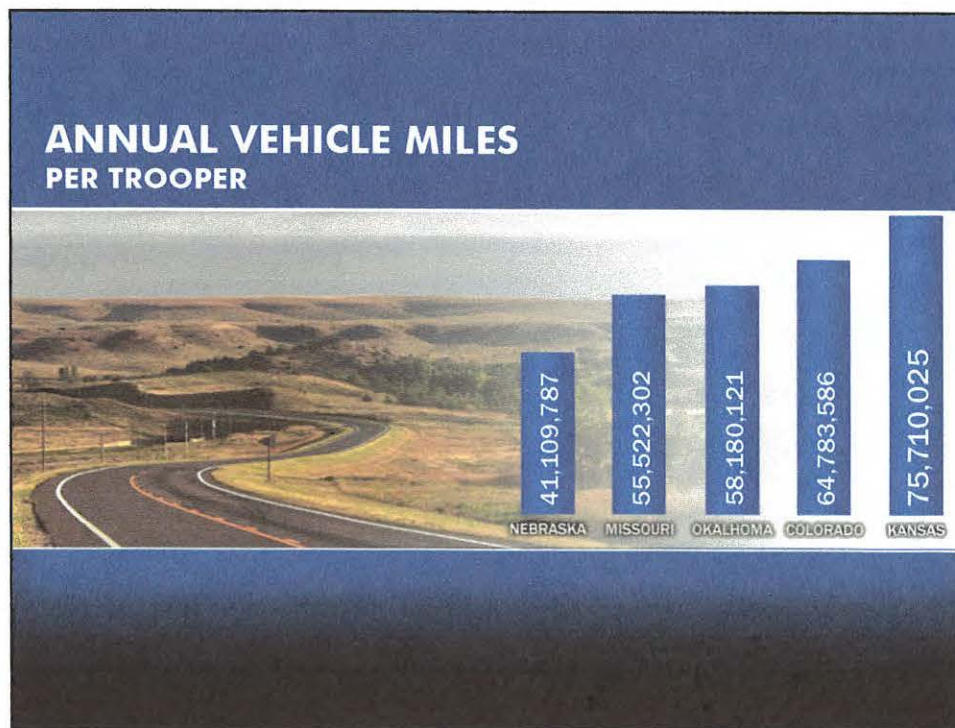 ANNUAL VEHICLE MILES
PER TROOPER
41,109,787
55,522,302
58,180,121
64,783,586
75,710,025
NEBRASKA MISSOURI OKALHOMA COLORADO KANSAS